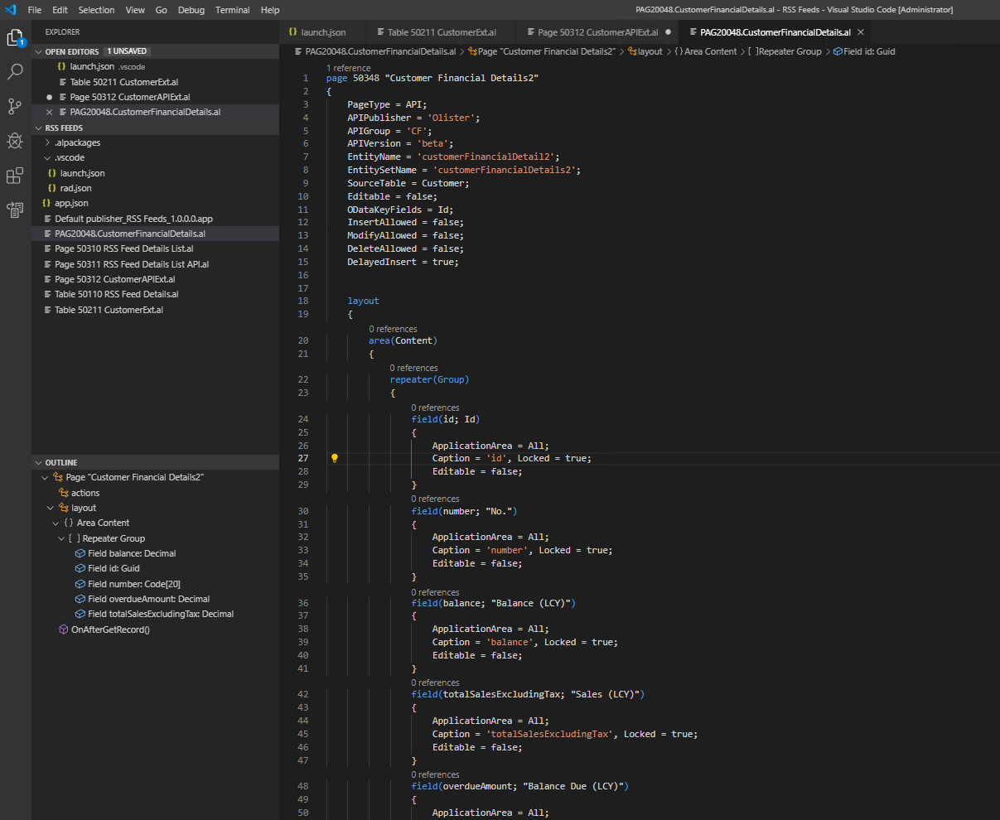 File Edit Selection View Go Debug Terminal Help
PAG20048.CustomerFinancialDetails.al - RSS Feeds - Visual Studio Code [Administrator]
1
EXPLORER
OPEN EDITORS 1 UNSAVED
{} launch.json .vscode
Table 50211 CustomerExt.al
Page 50312 CustomerAPIExt.al
PAG20048.CustomerFinancialDetails.al
RSS FEEDS
.alpackages
.vscode
{} launch.json
{} rad.json
{} app.json
Default publisher_RSS Feeds_1.0.0.0.app
PAG20048.CustomerFinancialDetails.al
Page 50310 RSS Feed Details List.al
Page 50311 RSS Feed Details List API.al
Page 50312 CustomerAPIExt.al
Table 50110 RSS Feed Details.al
Table 50211 CustomerExt.al
OUTLINE
Page "Customer Financial Details2"
actions
layout
{} Area Content
[ ] Repeater Group
Field balance: Decimal
Field id: Guid
Field number: Code[20]
Field overdueAmount: Decimal
Field totalSalesExcludingTax: Decimal
OnAfterGetRecord()
{} launch.json
Table 50211 CustomerExt.al
Page 50312 CustomerAPIExt.al
PAG20048.CustomerFinancialDetails.al
PAG20048.CustomerFinancialDetails.al > Page "Customer Financial Details2" > layout > {} Area Content > [ ] Repeater Group > Field id: Guid
1 reference
1 page 50348 "Customer Financial Details2"
2 {
3 PageType = API;
4 APIPublisher = 'Olister';
5 APIGroup = 'CF';
6 APIVersion = 'beta';
7 EntityName = 'customerFinancialDetail2';
8 EntitySetName = 'customerFinancialDetails2';
9 SourceTable = Customer;
10 Editable = false;
11 ODataKeyFields = Id;
12 InsertAllowed = false;
13 ModifyAllowed = false;
14 DeleteAllowed = false;
15 DelayedInsert = true;
16
17
18 layout
19 {
0 references
20 area(Content)
21 {
0 references
22 repeater(Group)
23 {
0 references
24 field(id; Id)
25 {
26 ApplicationArea = All;
27 Caption = 'id', Locked = true;
28 Editable = false;
29 }
0 references
30 field(number; "No.")
31 {
32 ApplicationArea = All;
33 Caption = 'number', Locked = true;
34 Editable = false;
35 }
0 references
36 field(balance; "Balance (LCY)")
37 {
38 ApplicationArea = All;
39 Caption = 'balance', Locked = true;
40 Editable = false;
41 }
0 references
42 field(totalSalesExcludingTax; "Sales (LCY)")
43 {
44 ApplicationArea = All;
45 Caption = 'totalSalesExcludingTax', Locked = true;
46 Editable = false;
47 }
0 references
48 field(overdueAmount; "Balance Due (LCY)")
49 {
50 ApplicationArea = All;